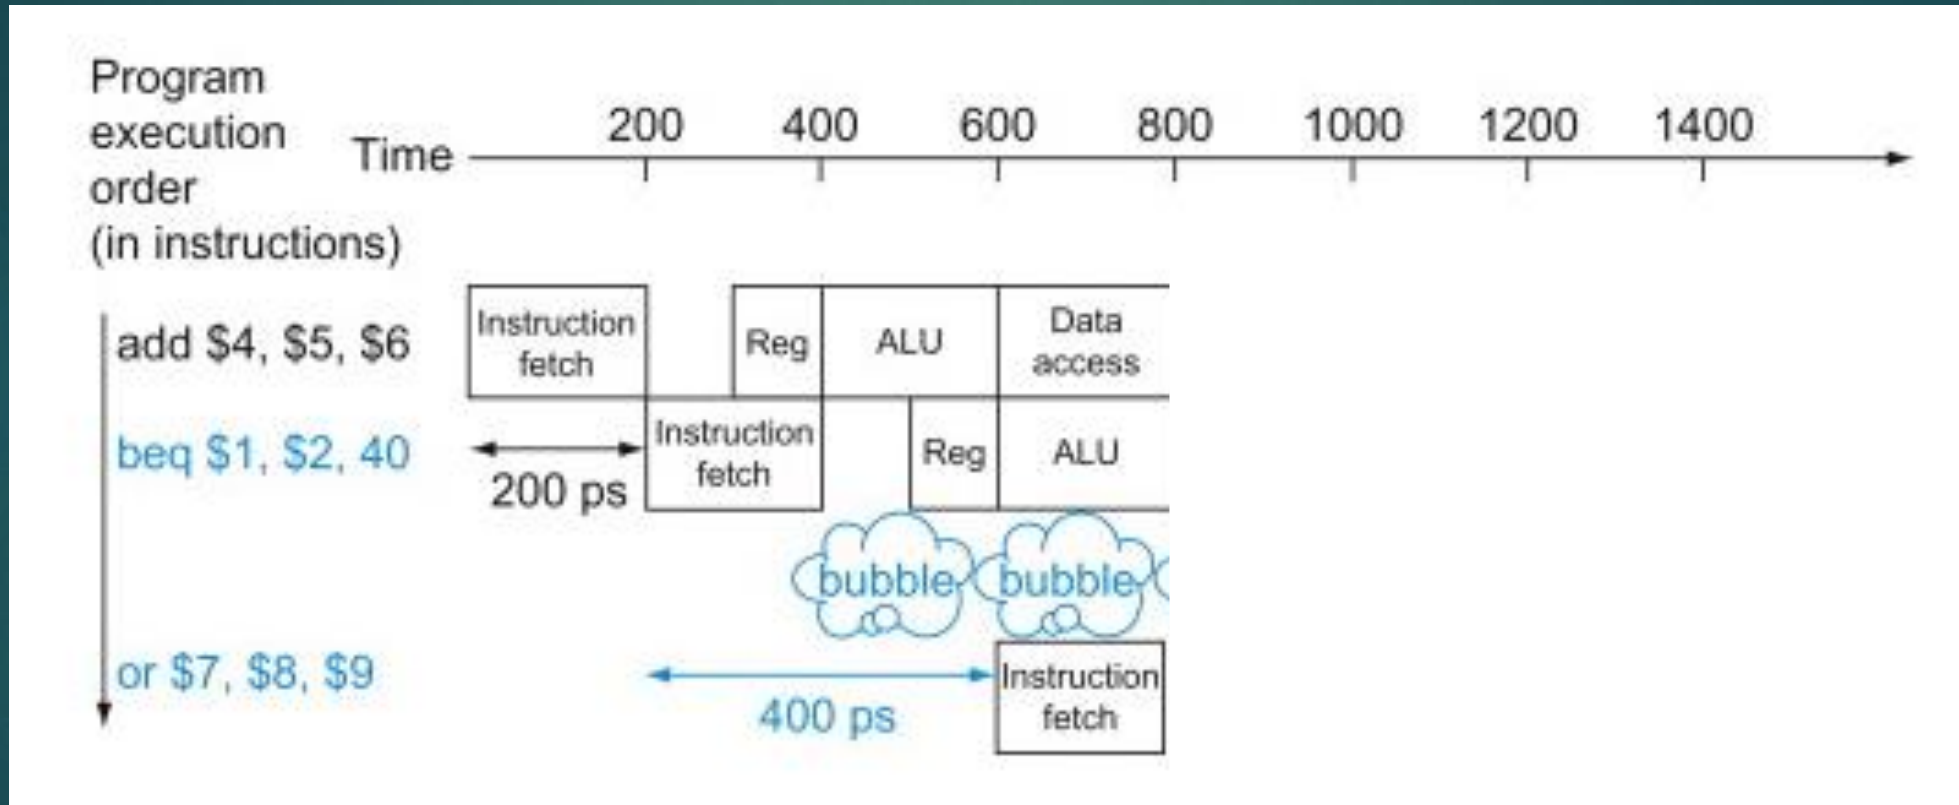 Program
execution
order
(in instructions)
Time
200 400 600 800 1000 1200 1400
add $4, $5, $6
Instruction
fetch
Reg
ALU
Data
access
beq $1, $2, 40
200 ps
Instruction
fetch
Reg
ALU
bubble bubble
or $7, $8, $9
400 ps
Instruction
fetch